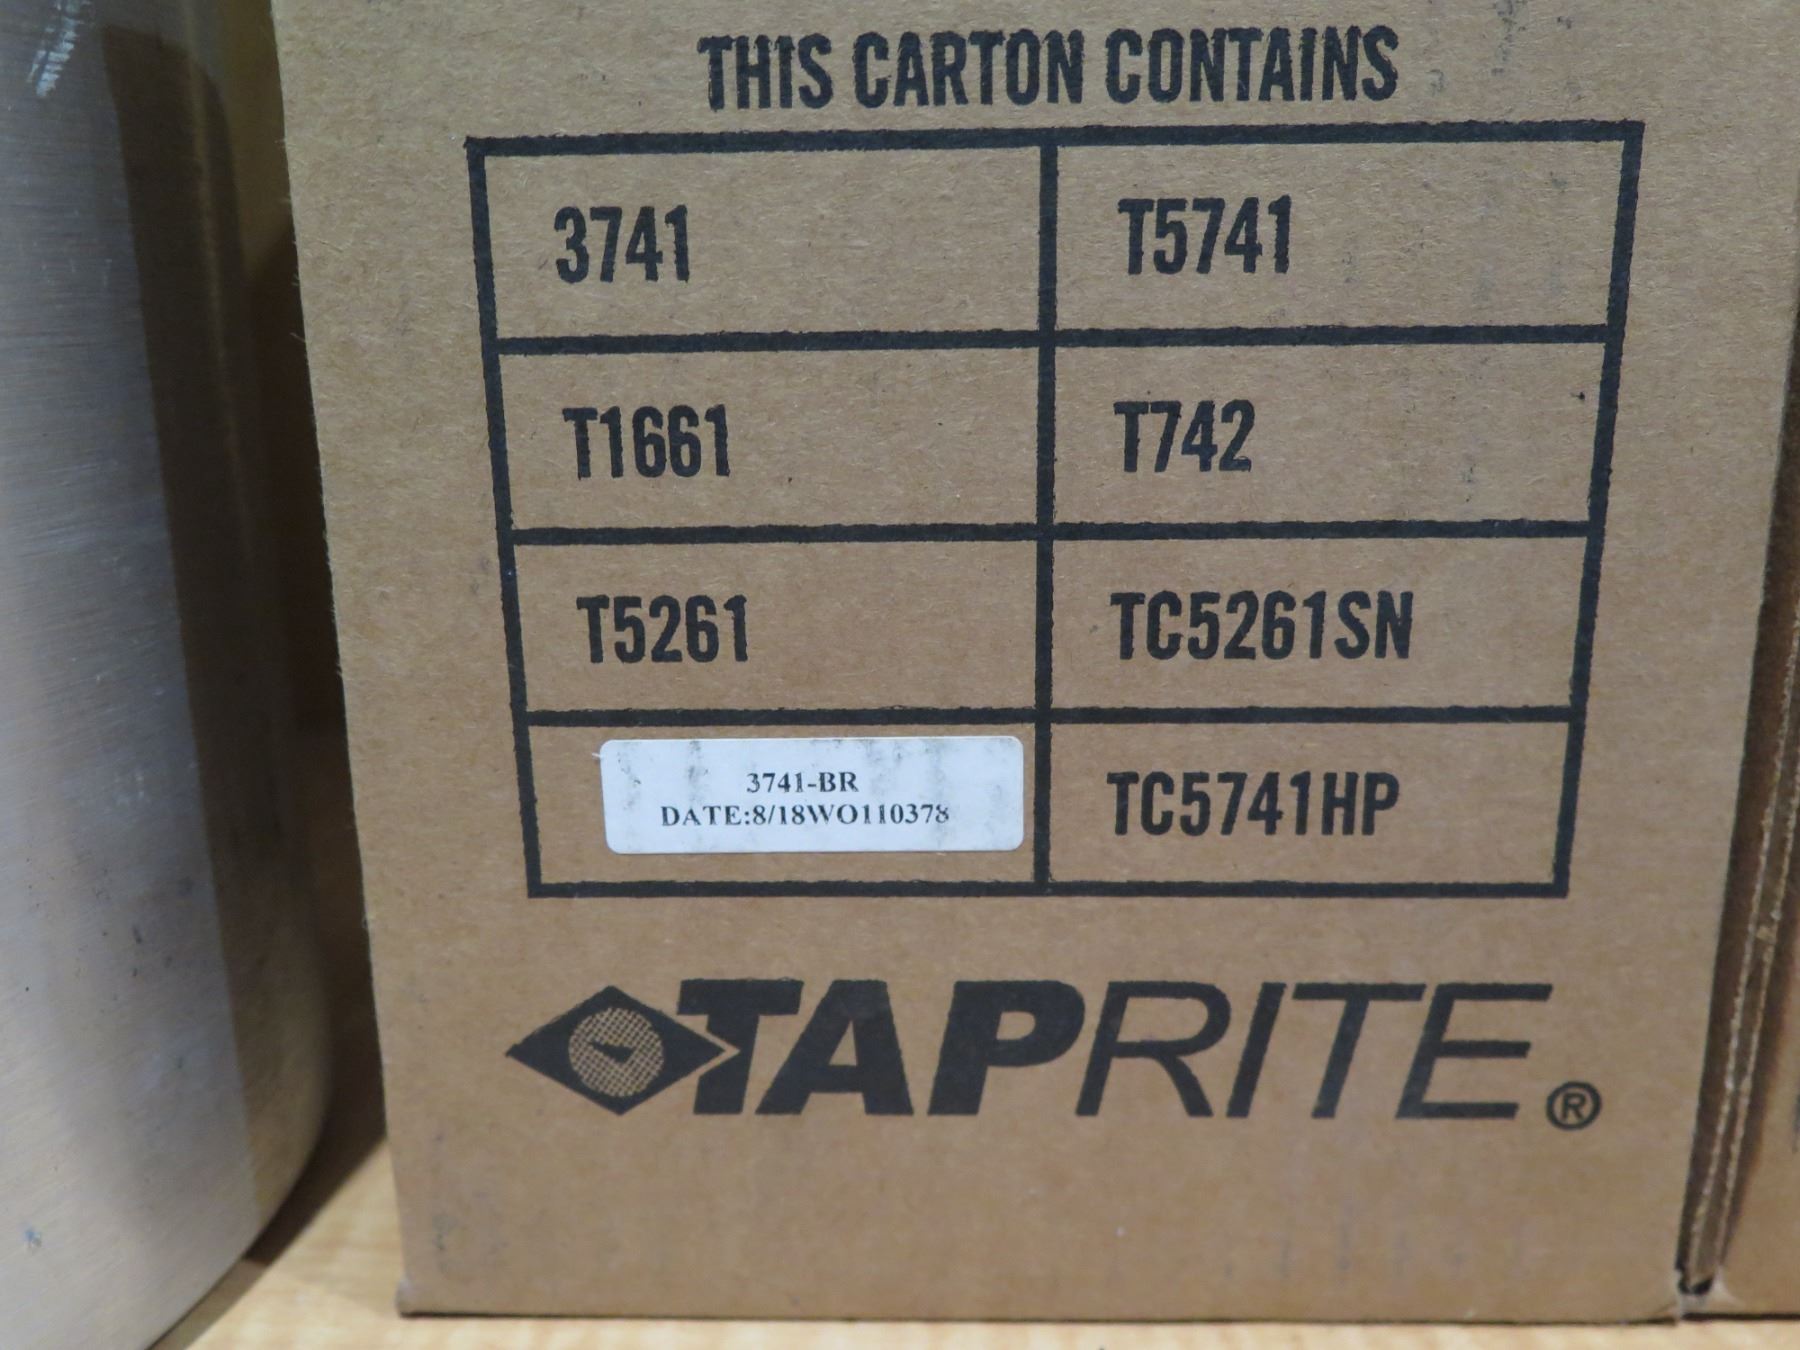 THIS CARTON CONTAINS
3741 T5741
T1661 T742
T5261 TC5261SN
3741-BR
DATE:8/18WO110378
TC5741HP
TAPRITE®